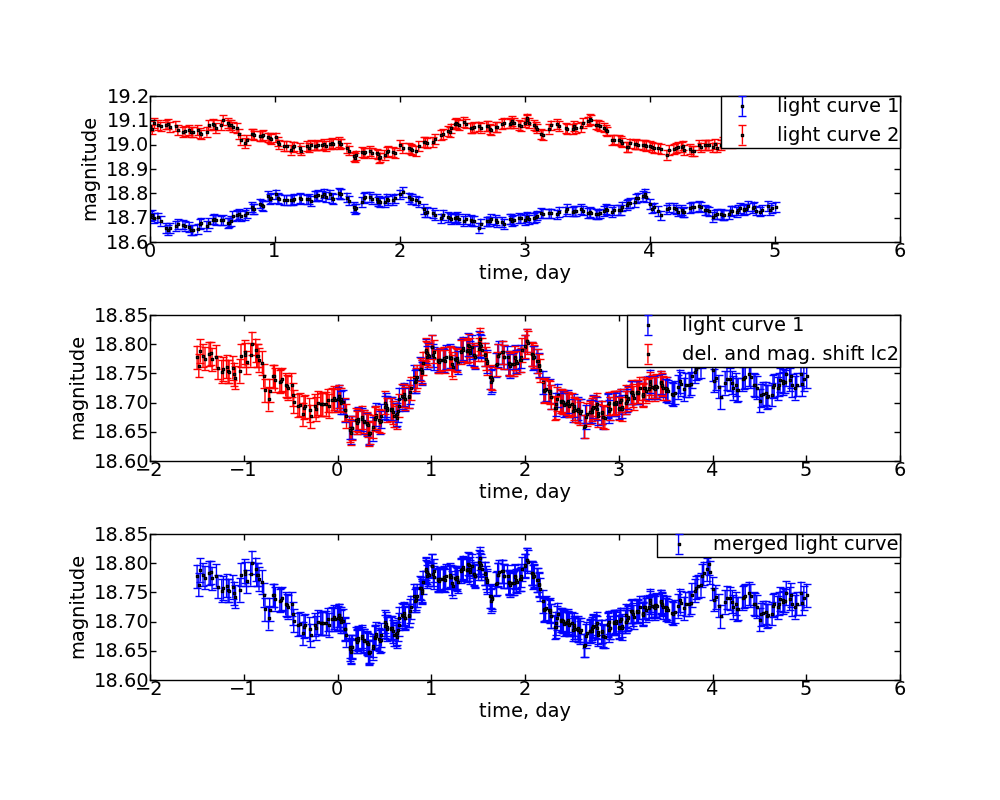 19.2
19.1
19.0
18.9
18.8
18.7
18.6
magnitude
light curve 1
light curve 2
0 1 2 3 4 5 6
time, day
18.85
18.80
18.75
18.70
18.65
18.60
magnitude
light curve 1
del. and mag. shift lc2
−2 −1 0 1 2 3 4 5 6
time, day
18.85
18.80
18.75
18.70
18.65
18.60
magnitude
merged light curve
−2 −1 0 1 2 3 4 5 6
time, day